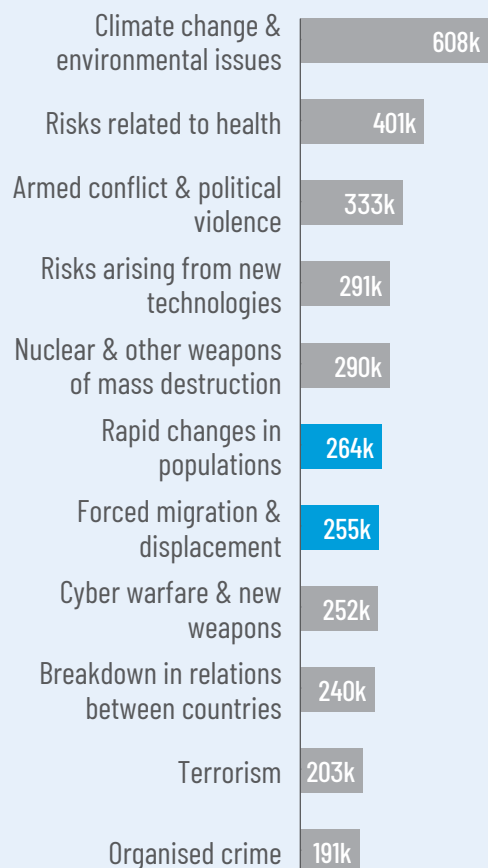 Climate change &
environmental issues
608k
Risks related to health
401k
Armed conflict & political
violence
333k
Risks arising from new
technologies
291k
Nuclear & other weapons
of mass destruction
290k
Rapid changes in
populations
264k
Forced migration &
displacement
255k
Cyber warfare & new
weapons
252k
Breakdown in relations
between countries
240k
Terrorism
203k
Organised crime
191k